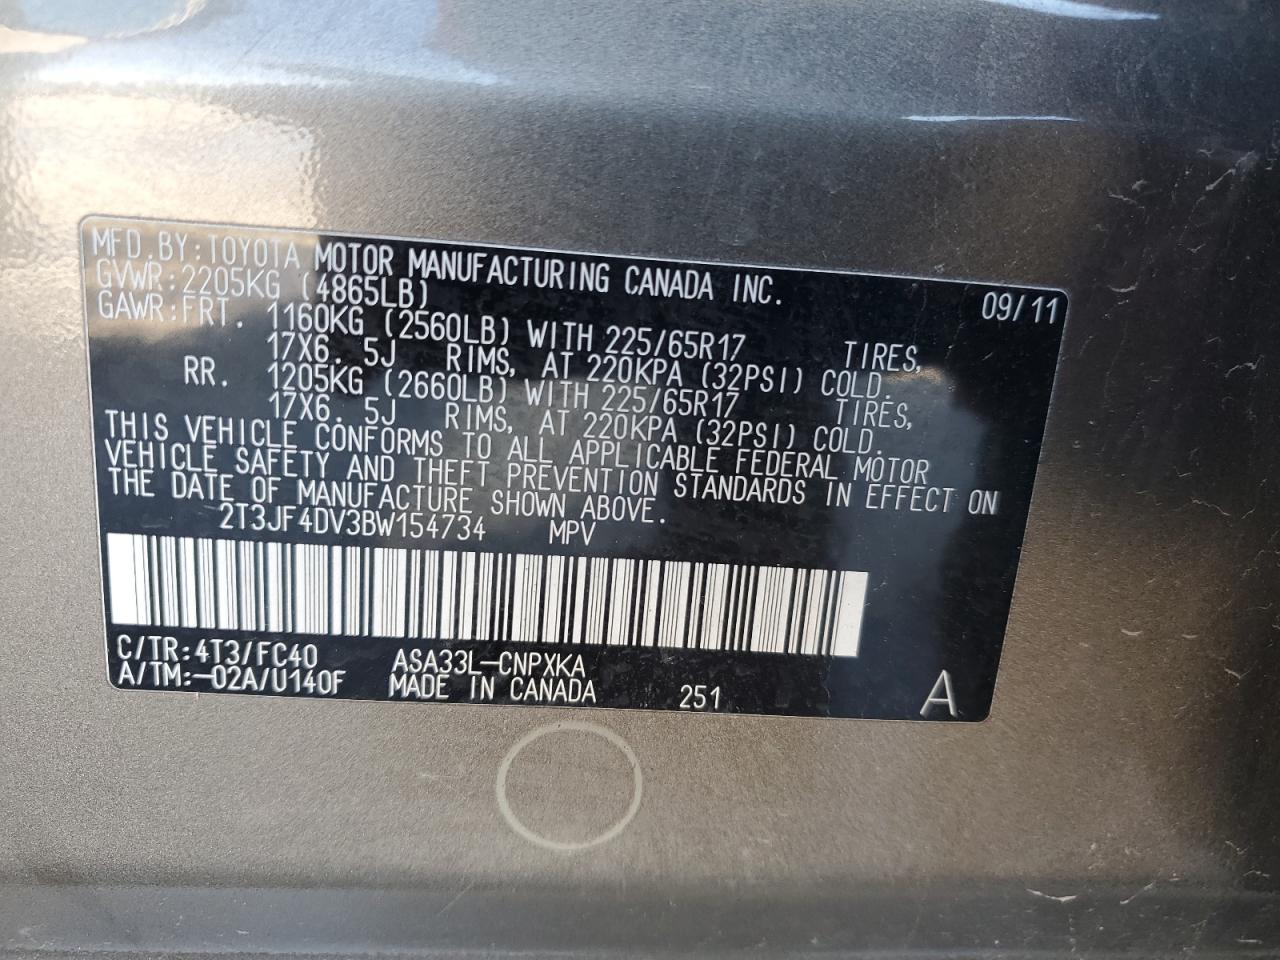 MFD.BY:TOYOTA MOTOR MANUFACTURING CANADA INC.
GVWR:2205KG (4865LB) 09/11
GAWR:FRT. 1160KG (2560LB) WITH 225/65R17 TIRES,
17X6. 5J RIMS, AT 220KPA (32PSI) COLD.
RR. 1205KG (2660LB) WITH 225/65R17 TIRES,
17X6. 5J RIMS, AT 220KPA (32PSI) COLD.
THIS VEHICLE CONFORMS TO ALL APPLICABLE FEDERAL MOTOR
VEHICLE SAFETY AND THEFT PREVENTION STANDARDS IN EFFECT ON
THE DATE OF MANUFACTURE SHOWN ABOVE.
2T3JF4DV3BW154734 MPV
C/TR:4T3/FC40 ASA33L-CNPXKA
A/TM:-02A/U140F MADE IN CANADA 251 A